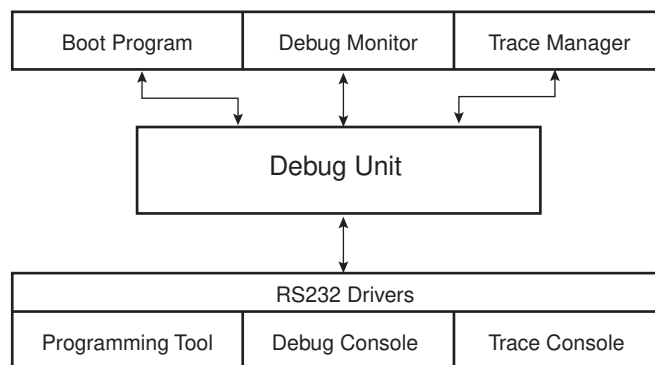 Boot Program
Debug Monitor
Trace Manager
Debug Unit
RS232 Drivers
Programming Tool
Debug Console
Trace Console